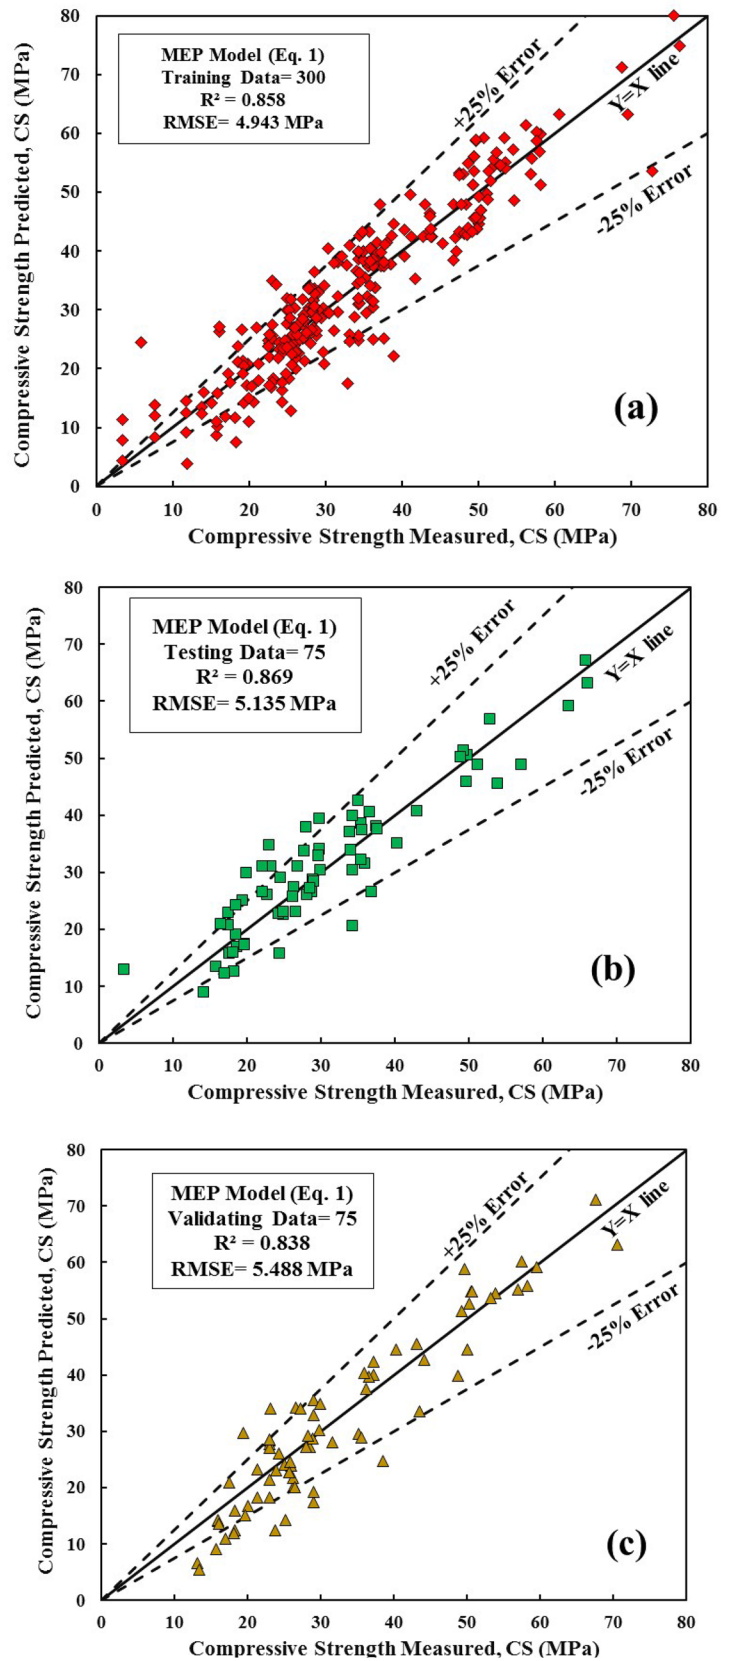 80
70
60
50
40
30
20
10
0
Compressive Strength Predicted, CS (MPa)
MEP Model (Eq. 1)
Training Data= 300
R² = 0.858
RMSE= 4.943 MPa
+25% Error
Y=X line
-25% Error
(a)
0 10 20 30 40 50 60 70 80
Compressive Strength Measured, CS (MPa)
80
70
60
50
40
30
20
10
0
Compressive Strength Predicted, CS (MPa)
MEP Model (Eq. 1)
Testing Data= 75
R² = 0.869
RMSE= 5.135 MPa
+25% Error
Y=X line
-25% Error
(b)
0 10 20 30 40 50 60 70 80
Compressive Strength Measured, CS (MPa)
80
70
60
50
40
30
20
10
0
Compressive Strength Predicted, CS (MPa)
MEP Model (Eq. 1)
Validating Data= 75
R² = 0.838
RMSE= 5.488 MPa
+25% Error
Y=X line
-25% Error
(c)
0 10 20 30 40 50 60 70 80
Compressive Strength Measured, CS (MPa)